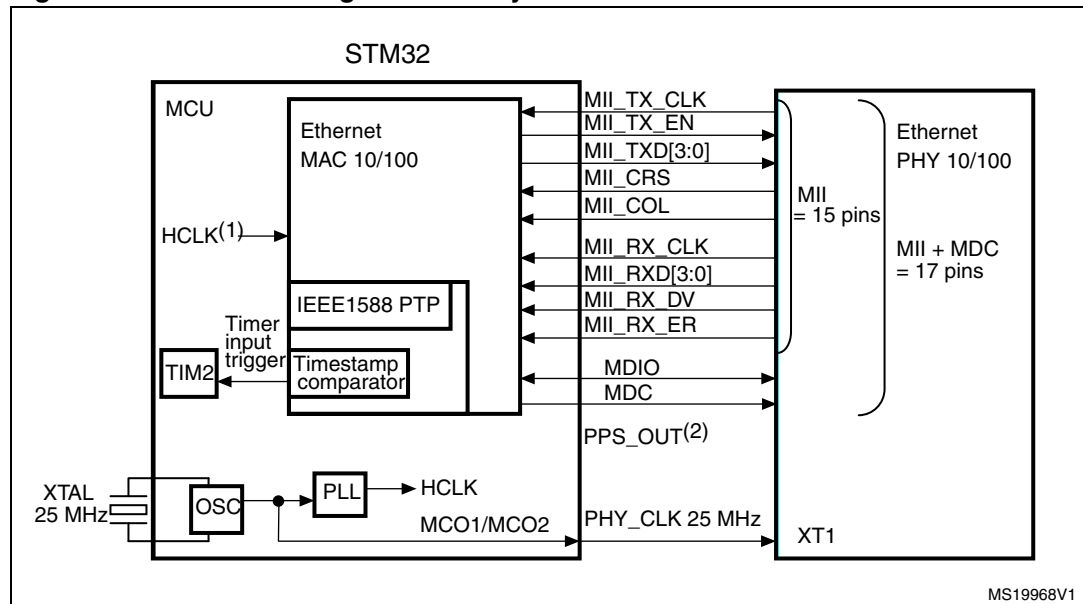 STM32
MCU
Ethernet
MAC 10/100
HCLK(1)
IEEE1588 PTP
Timer
input
trigger
TIM2
Timestamp
comparator
XTAL
25 MHz
OSC
PLL
HCLK
MCO1/MCO2
MII_TX_CLK
MII_TX_EN
MII_TXD[3:0]
MII_CRS
MII_COL
MII_RX_CLK
MII_RXD[3:0]
MII_RX_DV
MII_RX_ER
MDIO
MDC
PPS_OUT(2)
PHY_CLK 25 MHz
MII
= 15 pins
Ethernet
PHY 10/100
MII + MDC
= 17 pins
XT1
MS19968V1